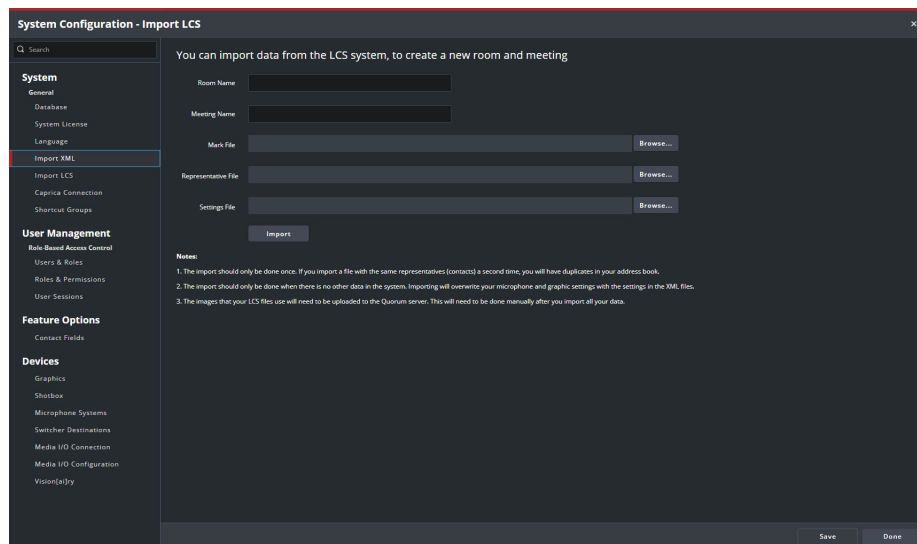 System Configuration - Import LCS
×
Search
System
General
Database
System License
Language
Import XML
Import LCS
Caprica Connection
Shortcut Groups
User Management
Role-Based Access Control
Users & Roles
Roles & Permissions
User Sessions
Feature Options
Contact Fields
Devices
Graphics
Shotbox
Microphone Systems
Switcher Destinations
Media I/O Connection
Media I/O Configuration
Vision[ai]ry
You can import data from the LCS system, to create a new room and meeting
Room Name
Meeting Name
Mark File Browse...
Representative File Browse...
Settings File Browse...
Import
Notes:
1. The import should only be done once. If you import a file with the same representatives (contacts) a second time, you will have duplicates in your address book.
2. The import should only be done when there is no other data in the system. Importing will overwrite your microphone and graphic settings with the settings in the XML files.
3. The images that your LCS files use will need to be uploaded to the Quorum server. This will need to be done manually after you import all your data.
Save Done